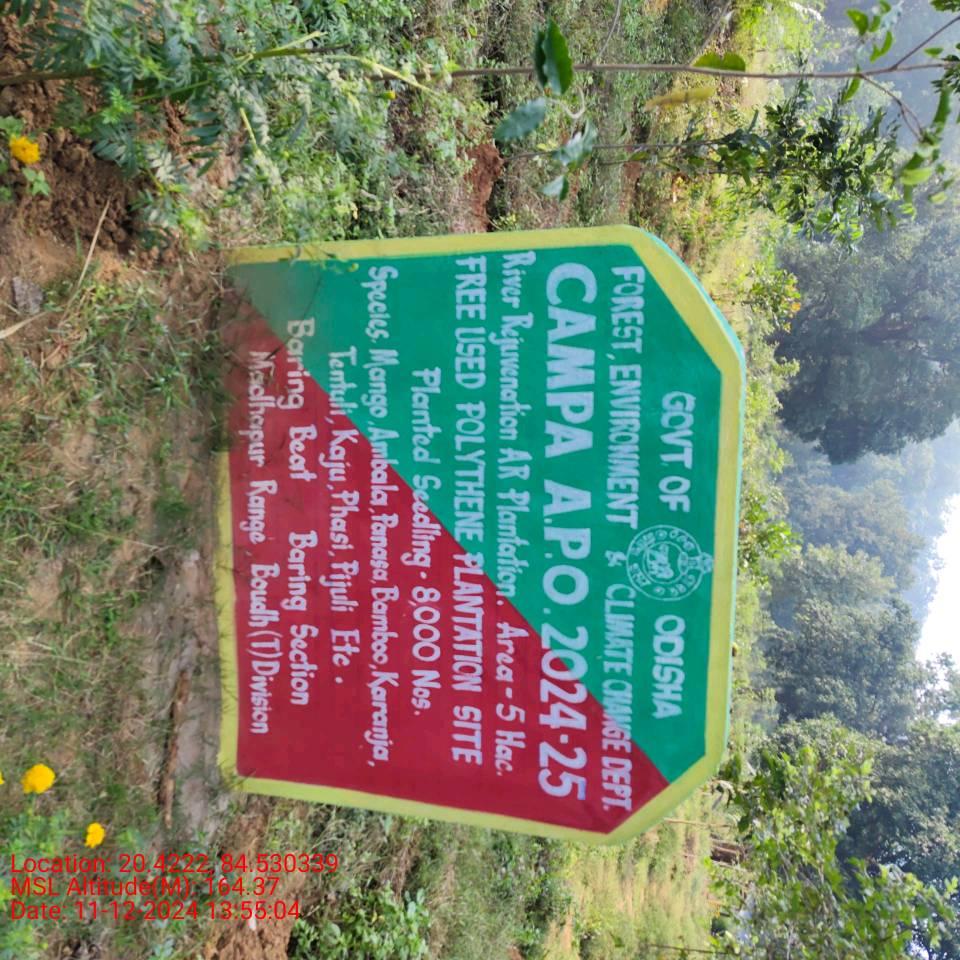 GOVT. OF ODISHA
FOREST, ENVIRONMENT & CLIMATE CHANGE DEPT.
CAMPA A.P.O. 2024-25
River Rejuvenation AR Plantation. Area - 5 Hac.
FREE USED POLYTHENE PLANTATION SITE
Planted Seedling - 8,000 Nos.
Species. Mango, Ambala, Panasa, Bamboo, Karanja,
Tentuli, Kaju, Phasi, Pijuli Etc.
Baring Beat Baring Section
Madhapur Range Boudh (T) Division
Location: 20.4222, 84.530339
MSL Altitude(M): 164.37
Date: 11-12-2024 13:55:04